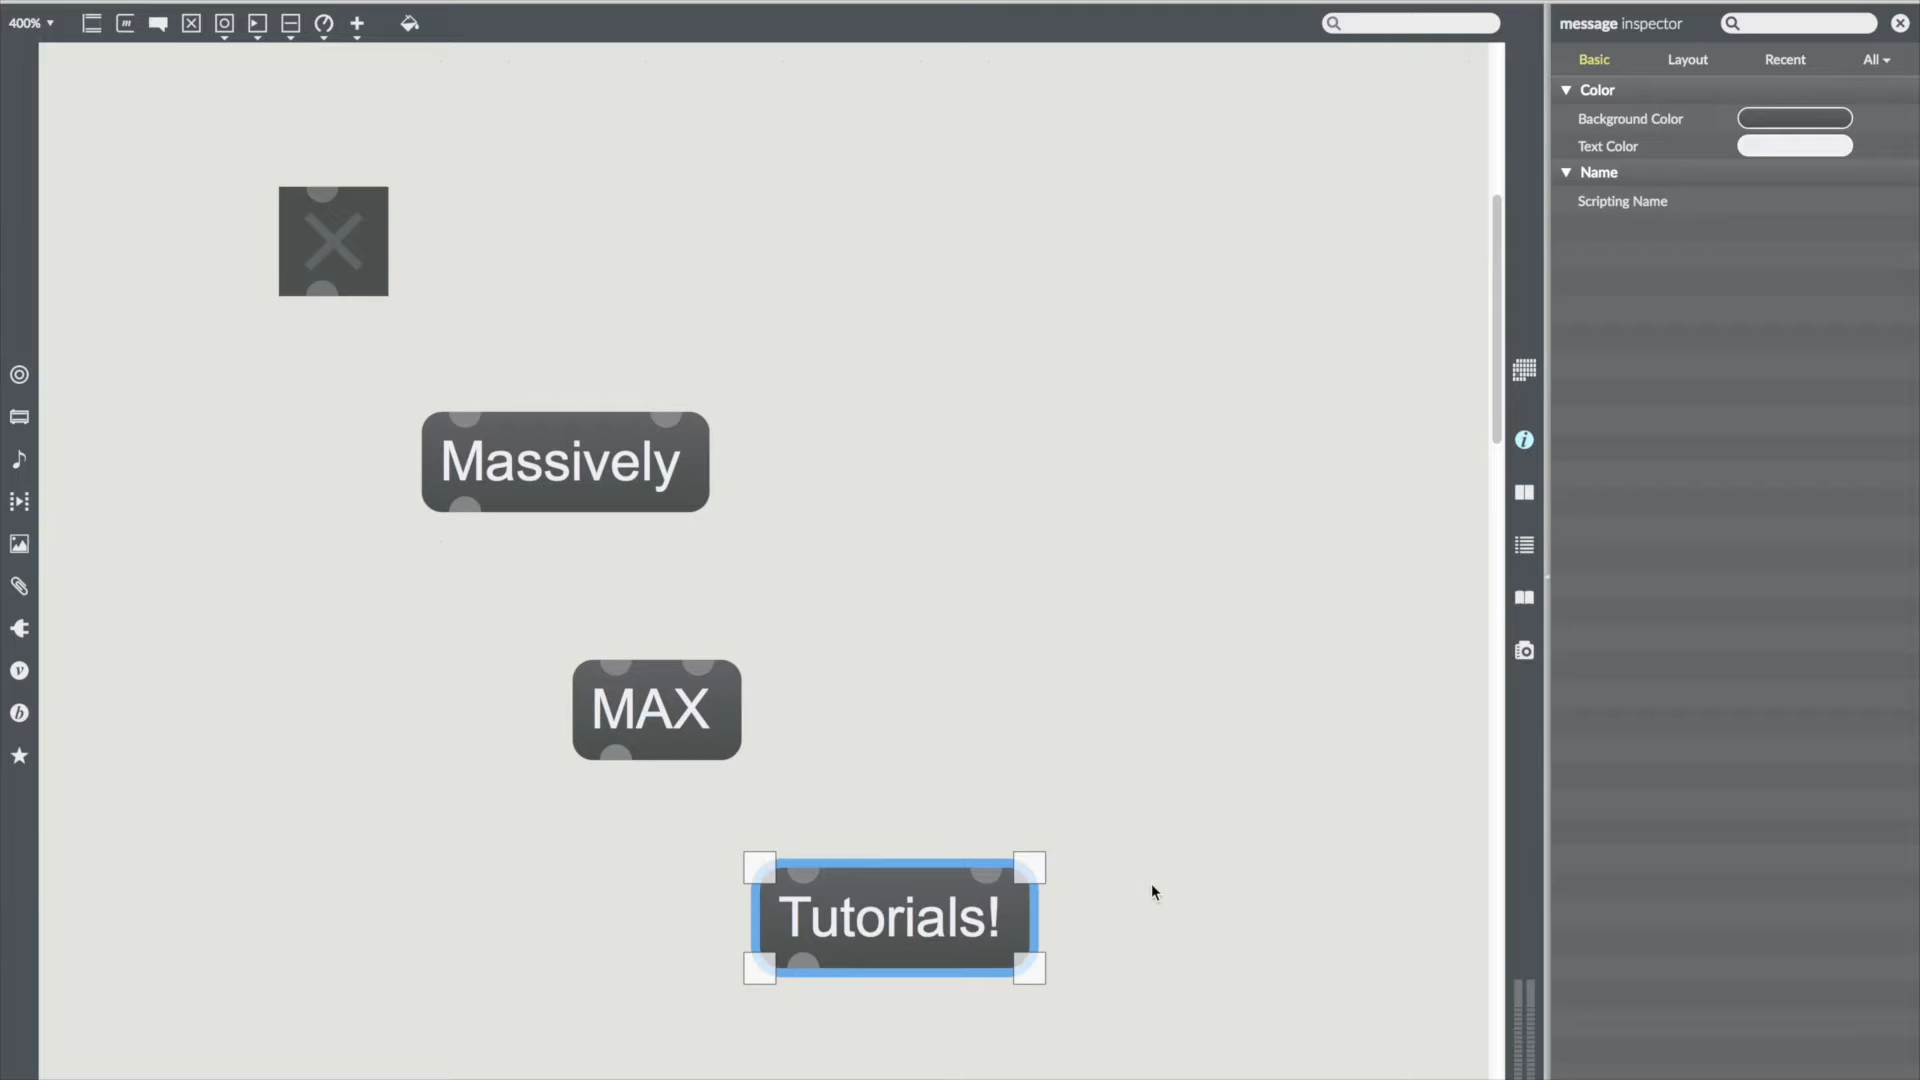 400%
message inspector
Basic Layout Recent All
Color
Background Color
Text Color
Name
Scripting Name
m
i
v
b
Massively
MAX
Tutorials!